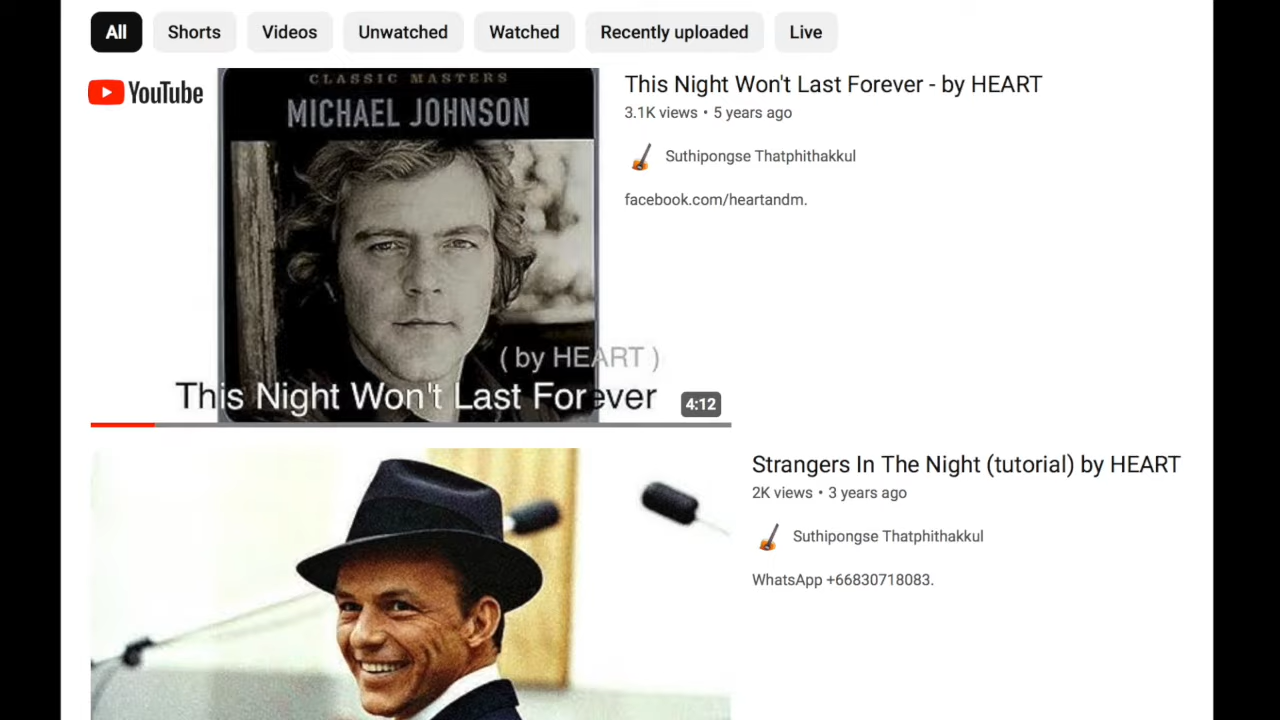 All
Shorts
Videos
Unwatched
Watched
Recently uploaded
Live
YouTube
CLASSIC MASTERS
MICHAEL JOHNSON
( by HEART )
This Night Won't Last Forever
4:12
This Night Won't Last Forever - by HEART
3.1K views • 5 years ago
Suthipongse Thatphithakkul
facebook.com/heartandm.
Strangers In The Night (tutorial) by HEART
2K views • 3 years ago
Suthipongse Thatphithakkul
WhatsApp +66830718083.